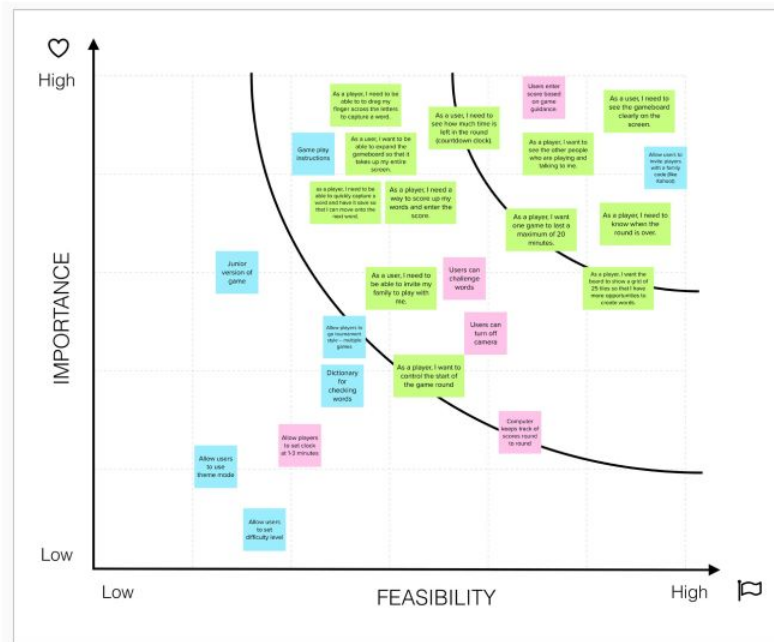 High
As a player, I need to be
able to to drag my
finger across the letters
to capture a word.
Game play
instructions
As a user, I want to be
able to expand the
gameboard so that it
takes up my entire
screen.
As a user, I need to
see how much time is
left in the round
(countdown clock).
Users enter
score based
on game
guidance.
As a user, I need to
see the gameboard
clearly on the
screen.
As a player, I want to
see the other people
who are playing and
talking to me.
Allow users to
invite players
with a family
code (like
Kahoot)
as a player, I need to be able
to quickly capture a
word and have it save so
that I can move onto the
next word.
As a player, I need a
way to score up my
words and enter the
score.
As a player, I want
one game to last a
maximum of 20
minutes.
As a player, I need to
know when the
round is over.
Junior
version of
game
As a user, I need to
be able to invite my
family to play with
me.
Users can
challenge
words
As a player, I want the
board to show a grid of
25 tiles so that I have
more opportunities to
create words.
Allow players to
go tournament
style - multiple
games
Users can
turn off
camera
Dictionary
for
checking
words
As a player, I want to
control the start of
the game round
Allow players
to set clock
at 1-3 minutes
Computer
keeps track of
scores round
to round
Allow users
to use
theme mode
Allow users
to set
difficulty level
IMPORTANCE
Low
Low
FEASIBILITY
High